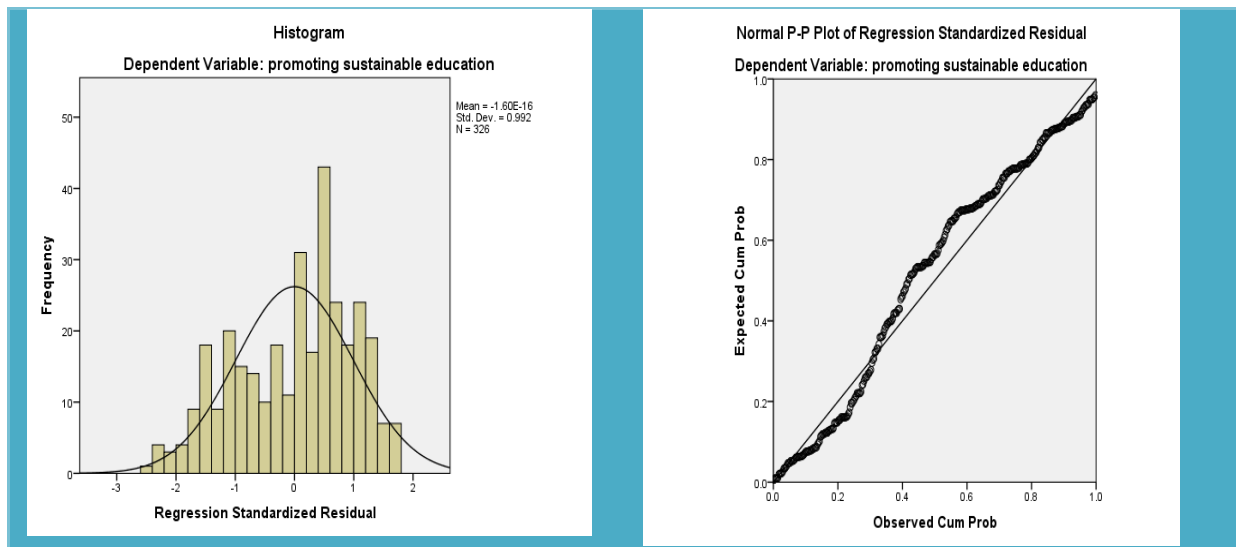 Histogram
Dependent Variable: promoting sustainable education
Mean = -1.60E-16
Std. Dev. = 0.992
N = 326
50
40
30
20
10
0
Frequency
-3 -2 -1 0 1 2
Regression Standardized Residual
Normal P-P Plot of Regression Standardized Residual
Dependent Variable: promoting sustainable education
1.0
0.8
0.6
0.4
0.2
0.0
Expected Cum Prob
0.0 0.2 0.4 0.6 0.8 1.0
Observed Cum Prob